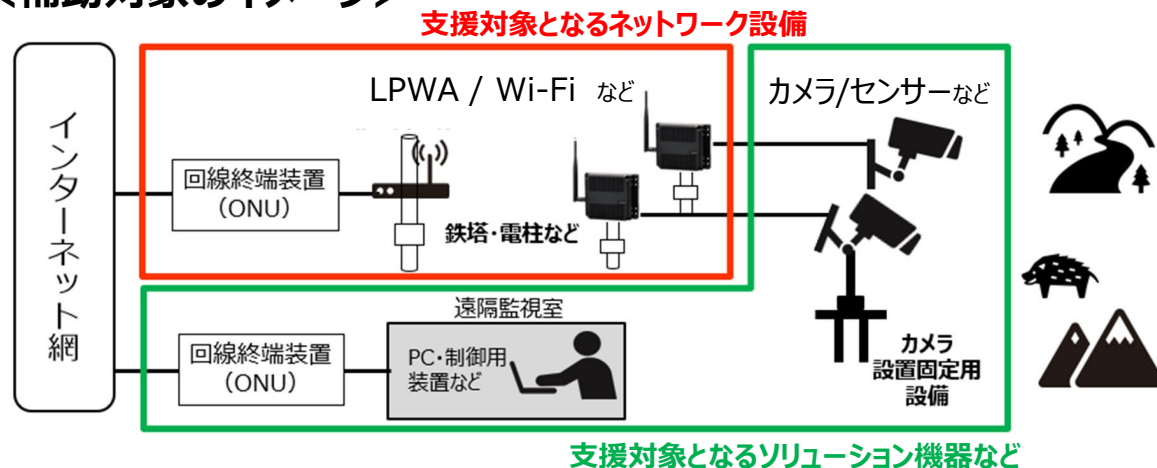 支援対象となるネットワーク設備
LPWA / Wi-Fi など
カメラ/センサーなど
インターネット網
回線終端装置
（ONU）
鉄塔・電柱など
遠隔監視室
回線終端装置
（ONU）
PC・制御用
装置など
カメラ
設置固定用
設備
支援対象となるソリューション機器など